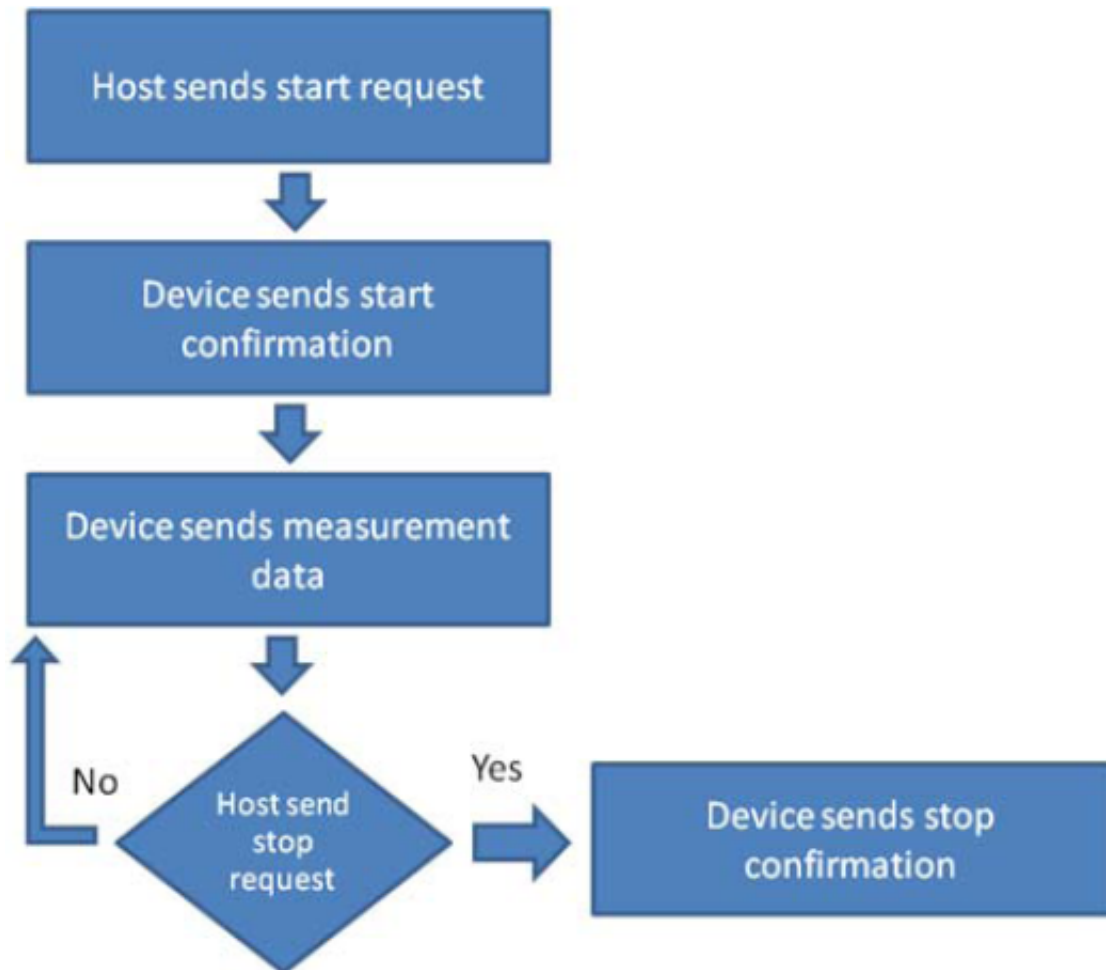 Host sends start request
Device sends start
confirmation
Device sends measurement
data
No
Yes
Host send
stop
request
Device sends stop
confirmation